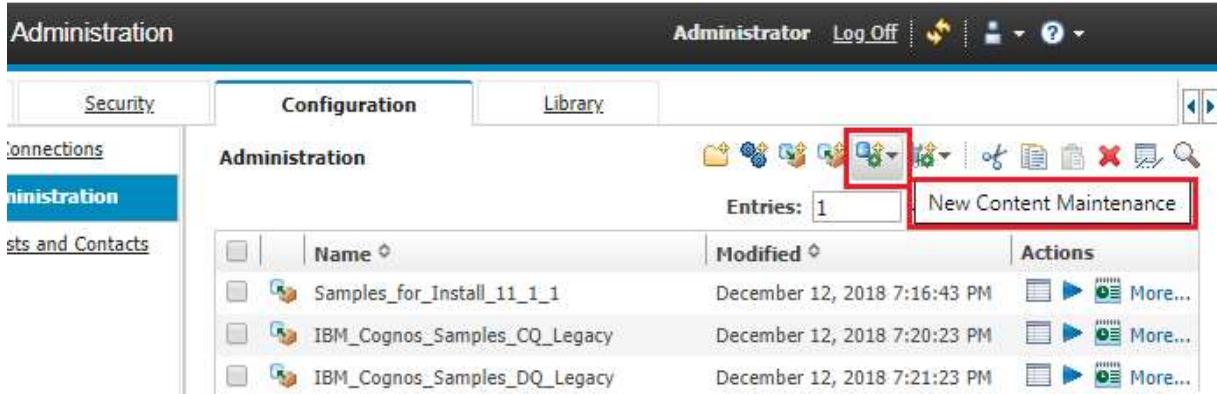 Administration Administrator Log Off
Security Configuration Library
Connections Administration
ministration
Entries: 1 New Content Maintenance
sts and Contacts
Name Modified Actions
Samples_for_Install_11_1_1 December 12, 2018 7:16:43 PM More...
IBM_Cognos_Samples_CQ_Legacy December 12, 2018 7:20:23 PM More...
IBM_Cognos_Samples_DQ_Legacy December 12, 2018 7:21:23 PM More...